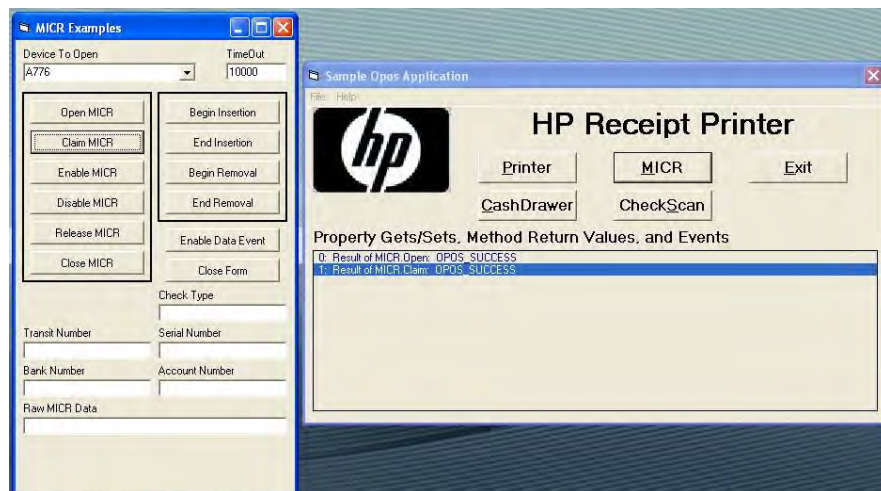 MICR Examples
Device To Open
TimeOut
A776
10000
Open MICR
Begin Insertion
Claim MICR
End Insertion
Enable MICR
Begin Removal
Disable MICR
End Removal
Release MICR
Enable Data Event
Close MICR
Close Form
Check Type
Transit Number
Serial Number
Bank Number
Account Number
Raw MICR Data
Sample Opos Application
File Help
hp
HP Receipt Printer
Printer
MICR
Exit
CashDrawer
CheckScan
Property Gets/Sets, Method Return Values, and Events
0: Result of MICR.Open: OPOS_SUCCESS
1: Result of MICR.Claim: OPOS_SUCCESS